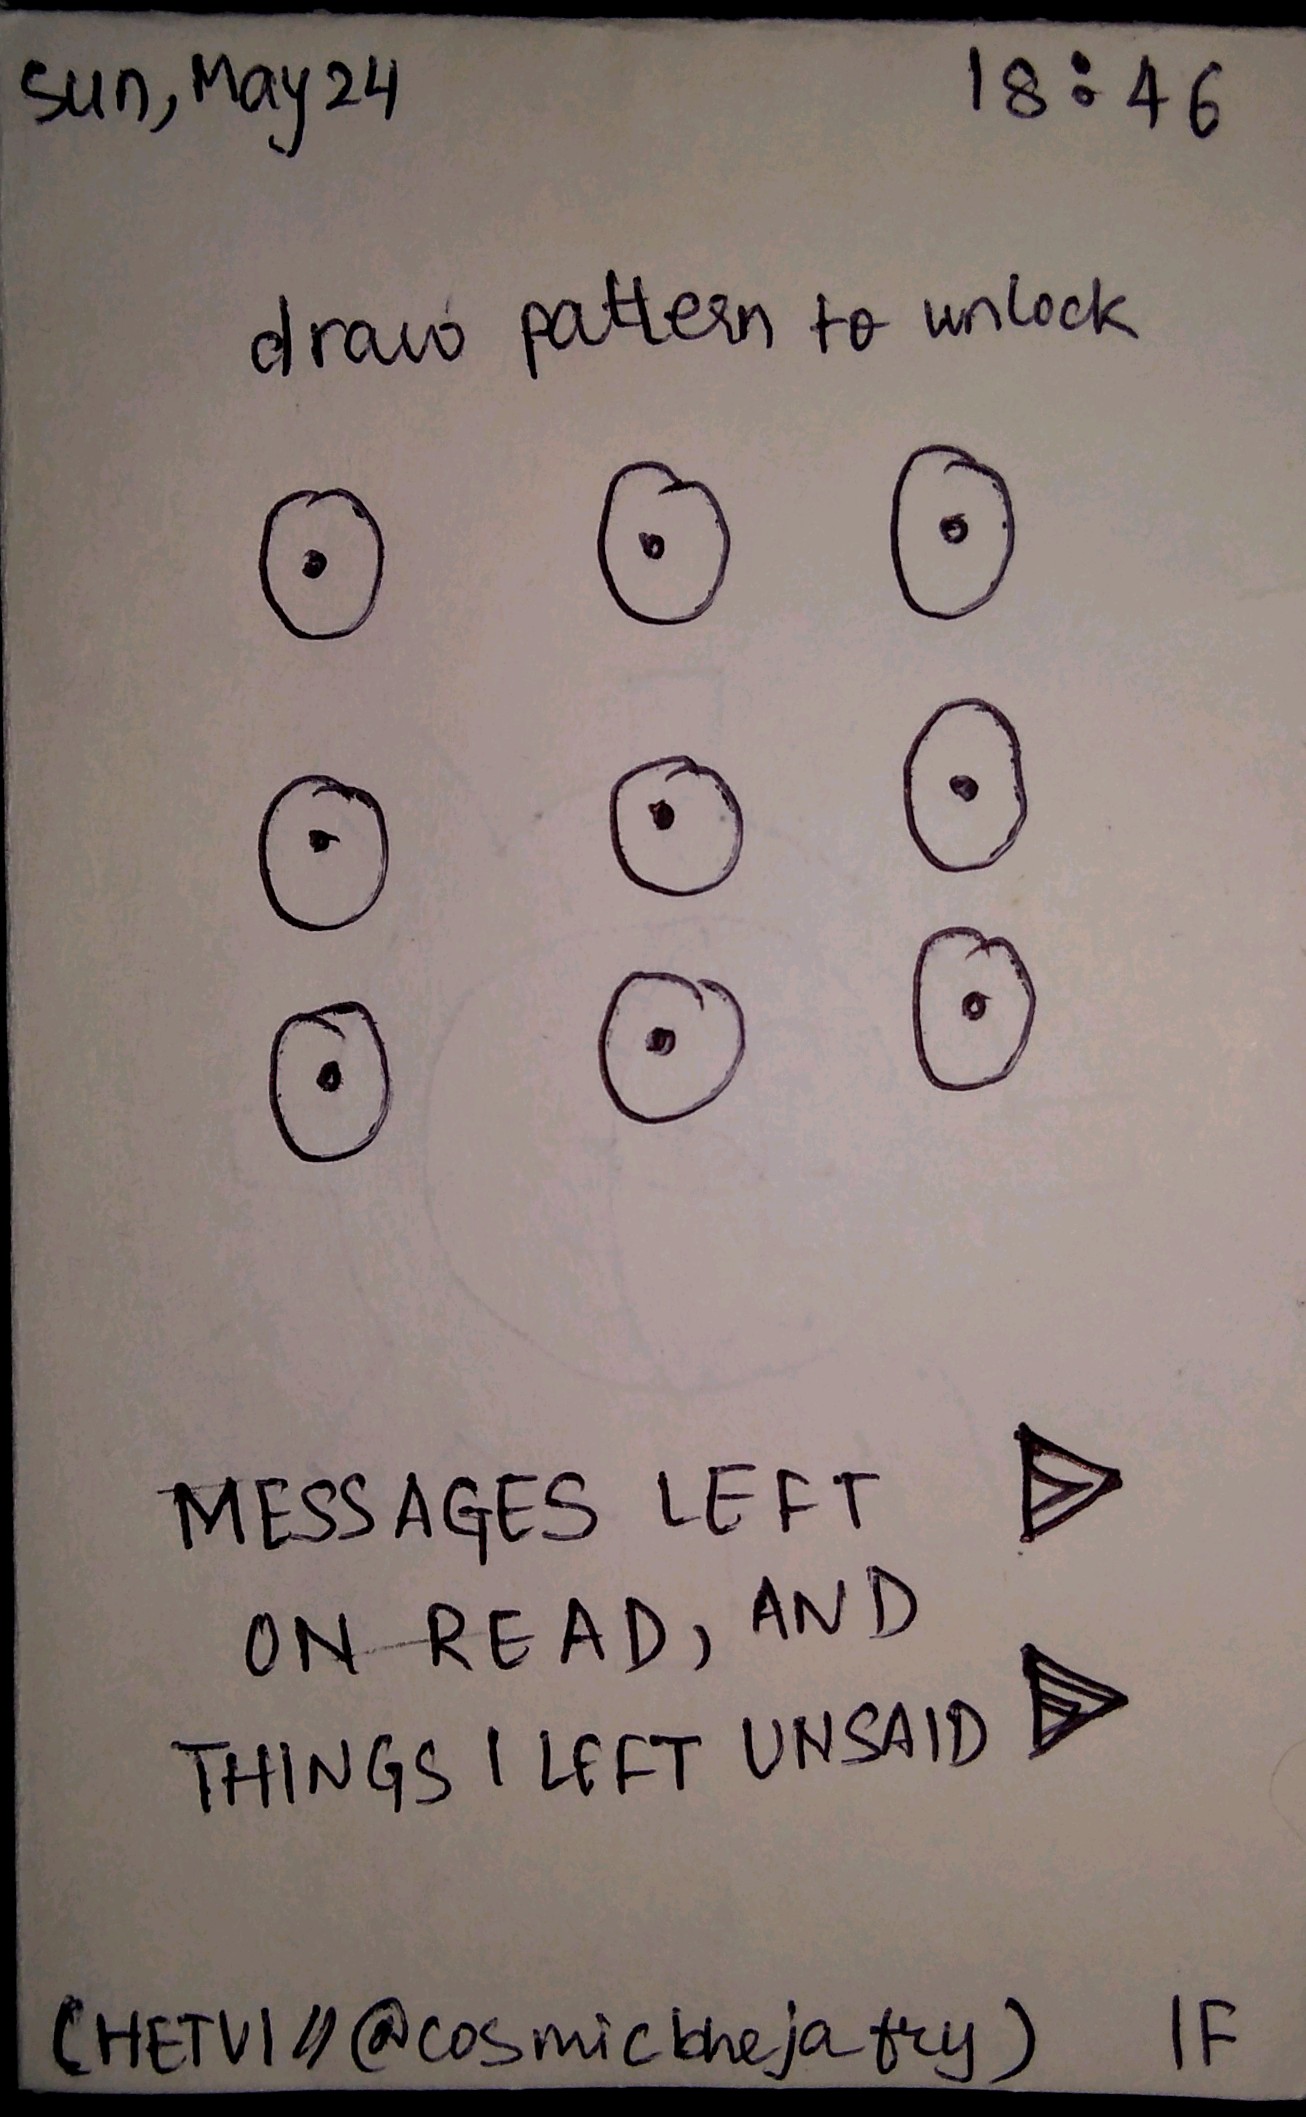 Sun, May 24 18:46
draw pattern to unlock
MESSAGES LEFT
ON READ, AND
THINGS I LEFT UNSAID
(HETVI // @cosmicbhejafry) IF